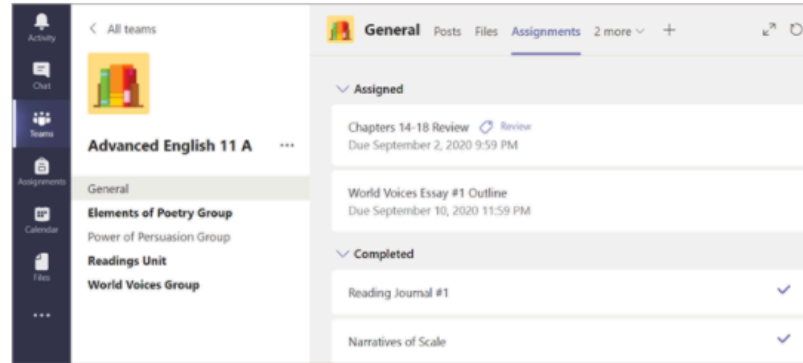 Activity
Chat
Teams
Assignments
Calendar
Files
All teams
Advanced English 11 A
General
Elements of Poetry Group
Power of Persuasion Group
Readings Unit
World Voices Group
General Posts Files Assignments 2 more
Assigned
Chapters 14-18 Review Review
Due September 2, 2020 9:59 PM
World Voices Essay #1 Outline
Due September 10, 2020 11:59 PM
Completed
Reading Journal #1
Narratives of Scale